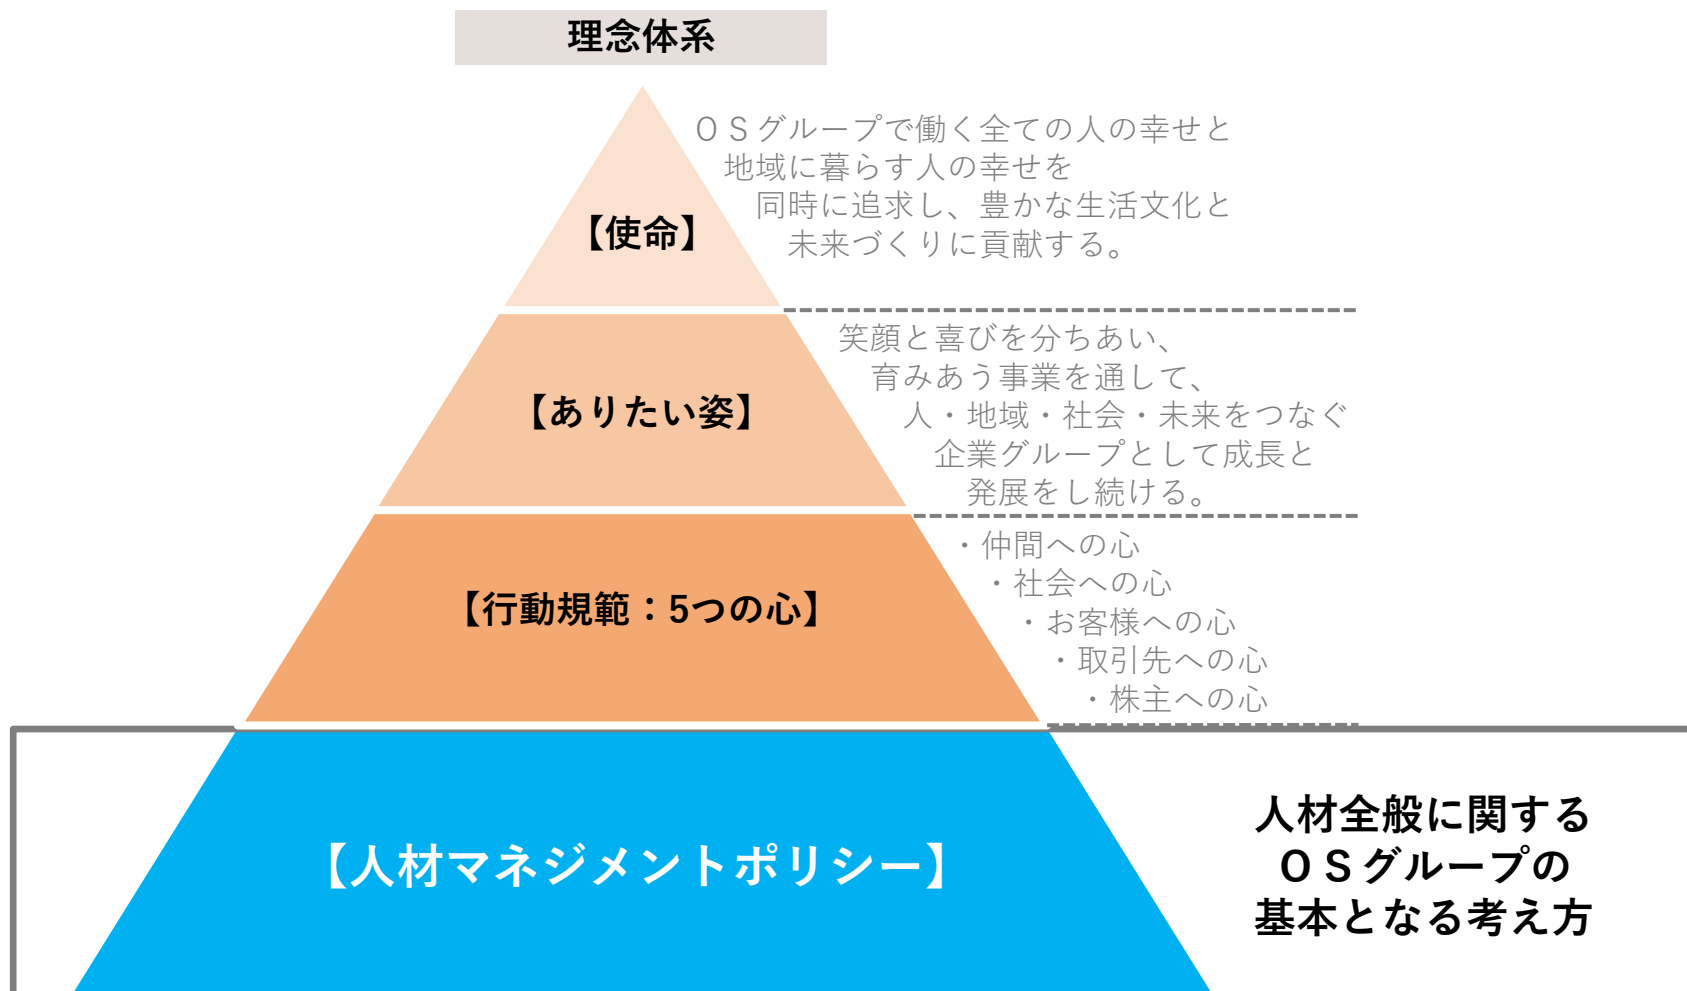 理念体系
【使命】
ＯＳグループで働く全ての人の幸せと
地域に暮らす人の幸せを
同時に追求し、豊かな生活文化と
未来づくりに貢献する。
【ありたい姿】
笑顔と喜びを分ちあい、
育みあう事業を通して、
人・地域・社会・未来をつなぐ
企業グループとして成長と
発展をし続ける。
【行動規範：5つの心】
・仲間への心
・社会への心
・お客様への心
・取引先への心
・株主への心
【人材マネジメントポリシー】
人材全般に関する
ＯＳグループの
基本となる考え方